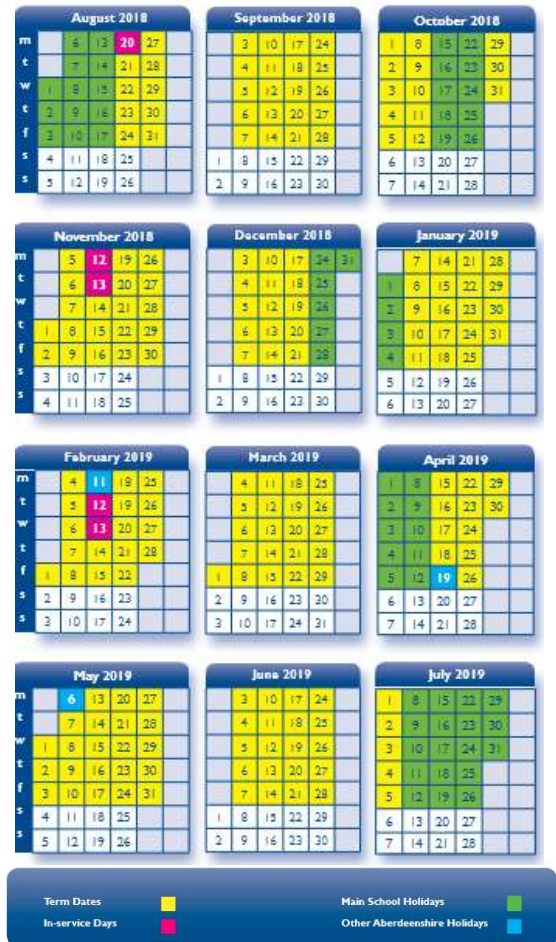 August 2018
m 6 13 20 27
t 7 14 21 28
w 1 8 15 22 29
t 2 9 16 23 30
f 3 10 17 24 31
s 4 11 18 25
s 5 12 19 26
September 2018
3 10 17 24
4 11 18 25
5 12 19 26
6 13 20 27
7 14 21 28
1 8 15 22 29
2 9 16 23 30
October 2018
1 8 15 22 29
2 9 16 23 30
3 10 17 24 31
4 11 18 25
5 12 19 26
6 13 20 27
7 14 21 28
November 2018
m 5 12 19 26
t 6 13 20 27
w 7 14 21 28
t 1 8 15 22 29
f 2 9 16 23 30
s 3 10 17 24
s 4 11 18 25
December 2018
3 10 17 24 31
4 11 18 25
5 12 19 26
6 13 20 27
7 14 21 28
1 8 15 22 29
2 9 16 23 30
January 2019
7 14 21 28
1 8 15 22 29
2 9 16 23 30
3 10 17 24 31
4 11 18 25
5 12 19 26
6 13 20 27
February 2019
m 4 11 18 25
t 5 12 19 26
w 6 13 20 27
t 7 14 21 28
f 1 8 15 22
s 2 9 16 23
s 3 10 17 24
March 2019
4 11 18 25
5 12 19 26
6 13 20 27
7 14 21 28
1 8 15 22 29
2 9 16 23 30
3 10 17 24 31
April 2019
1 8 15 22 29
2 9 16 23 30
3 10 17 24
4 11 18 25
5 12 19 26
6 13 20 27
7 14 21 28
May 2019
m 6 13 20 27
t 7 14 21 28
w 1 8 15 22 29
t 2 9 16 23 30
f 3 10 17 24 31
s 4 11 18 25
s 5 12 19 26
June 2019
3 10 17 24
4 11 18 25
5 12 19 26
6 13 20 27
7 14 21 28
1 8 15 22 29
2 9 16 23 30
July 2019
1 8 15 22 29
2 9 16 23 30
3 10 17 24 31
4 11 18 25
5 12 19 26
6 13 20 27
7 14 21 28
Term Dates
Main School Holidays
In-service Days
Other Aberdeenshire Holidays